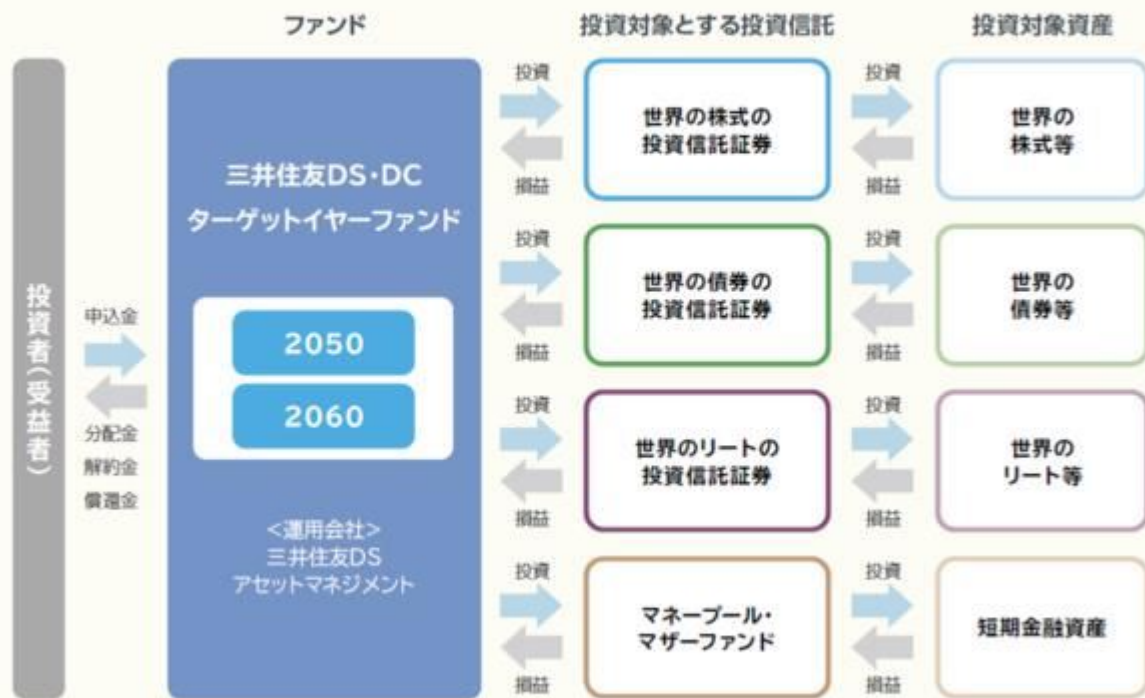 ファンド
投資対象とする投資信託
投資対象資産
投資者(受益者)
申込金
分配金
解約金
償還金
三井住友DS・DC
ターゲットイヤーファンド
2050
2060
<運用会社>
三井住友DS
アセットマネジメント
投資
損益
世界の株式の
投資信託証券
投資
損益
世界の
株式等
投資
損益
世界の債券の
投資信託証券
投資
損益
世界の
債券等
投資
損益
世界のリートの
投資信託証券
投資
損益
世界の
リート等
投資
損益
マネープール・
マザーファンド
投資
損益
短期金融資産